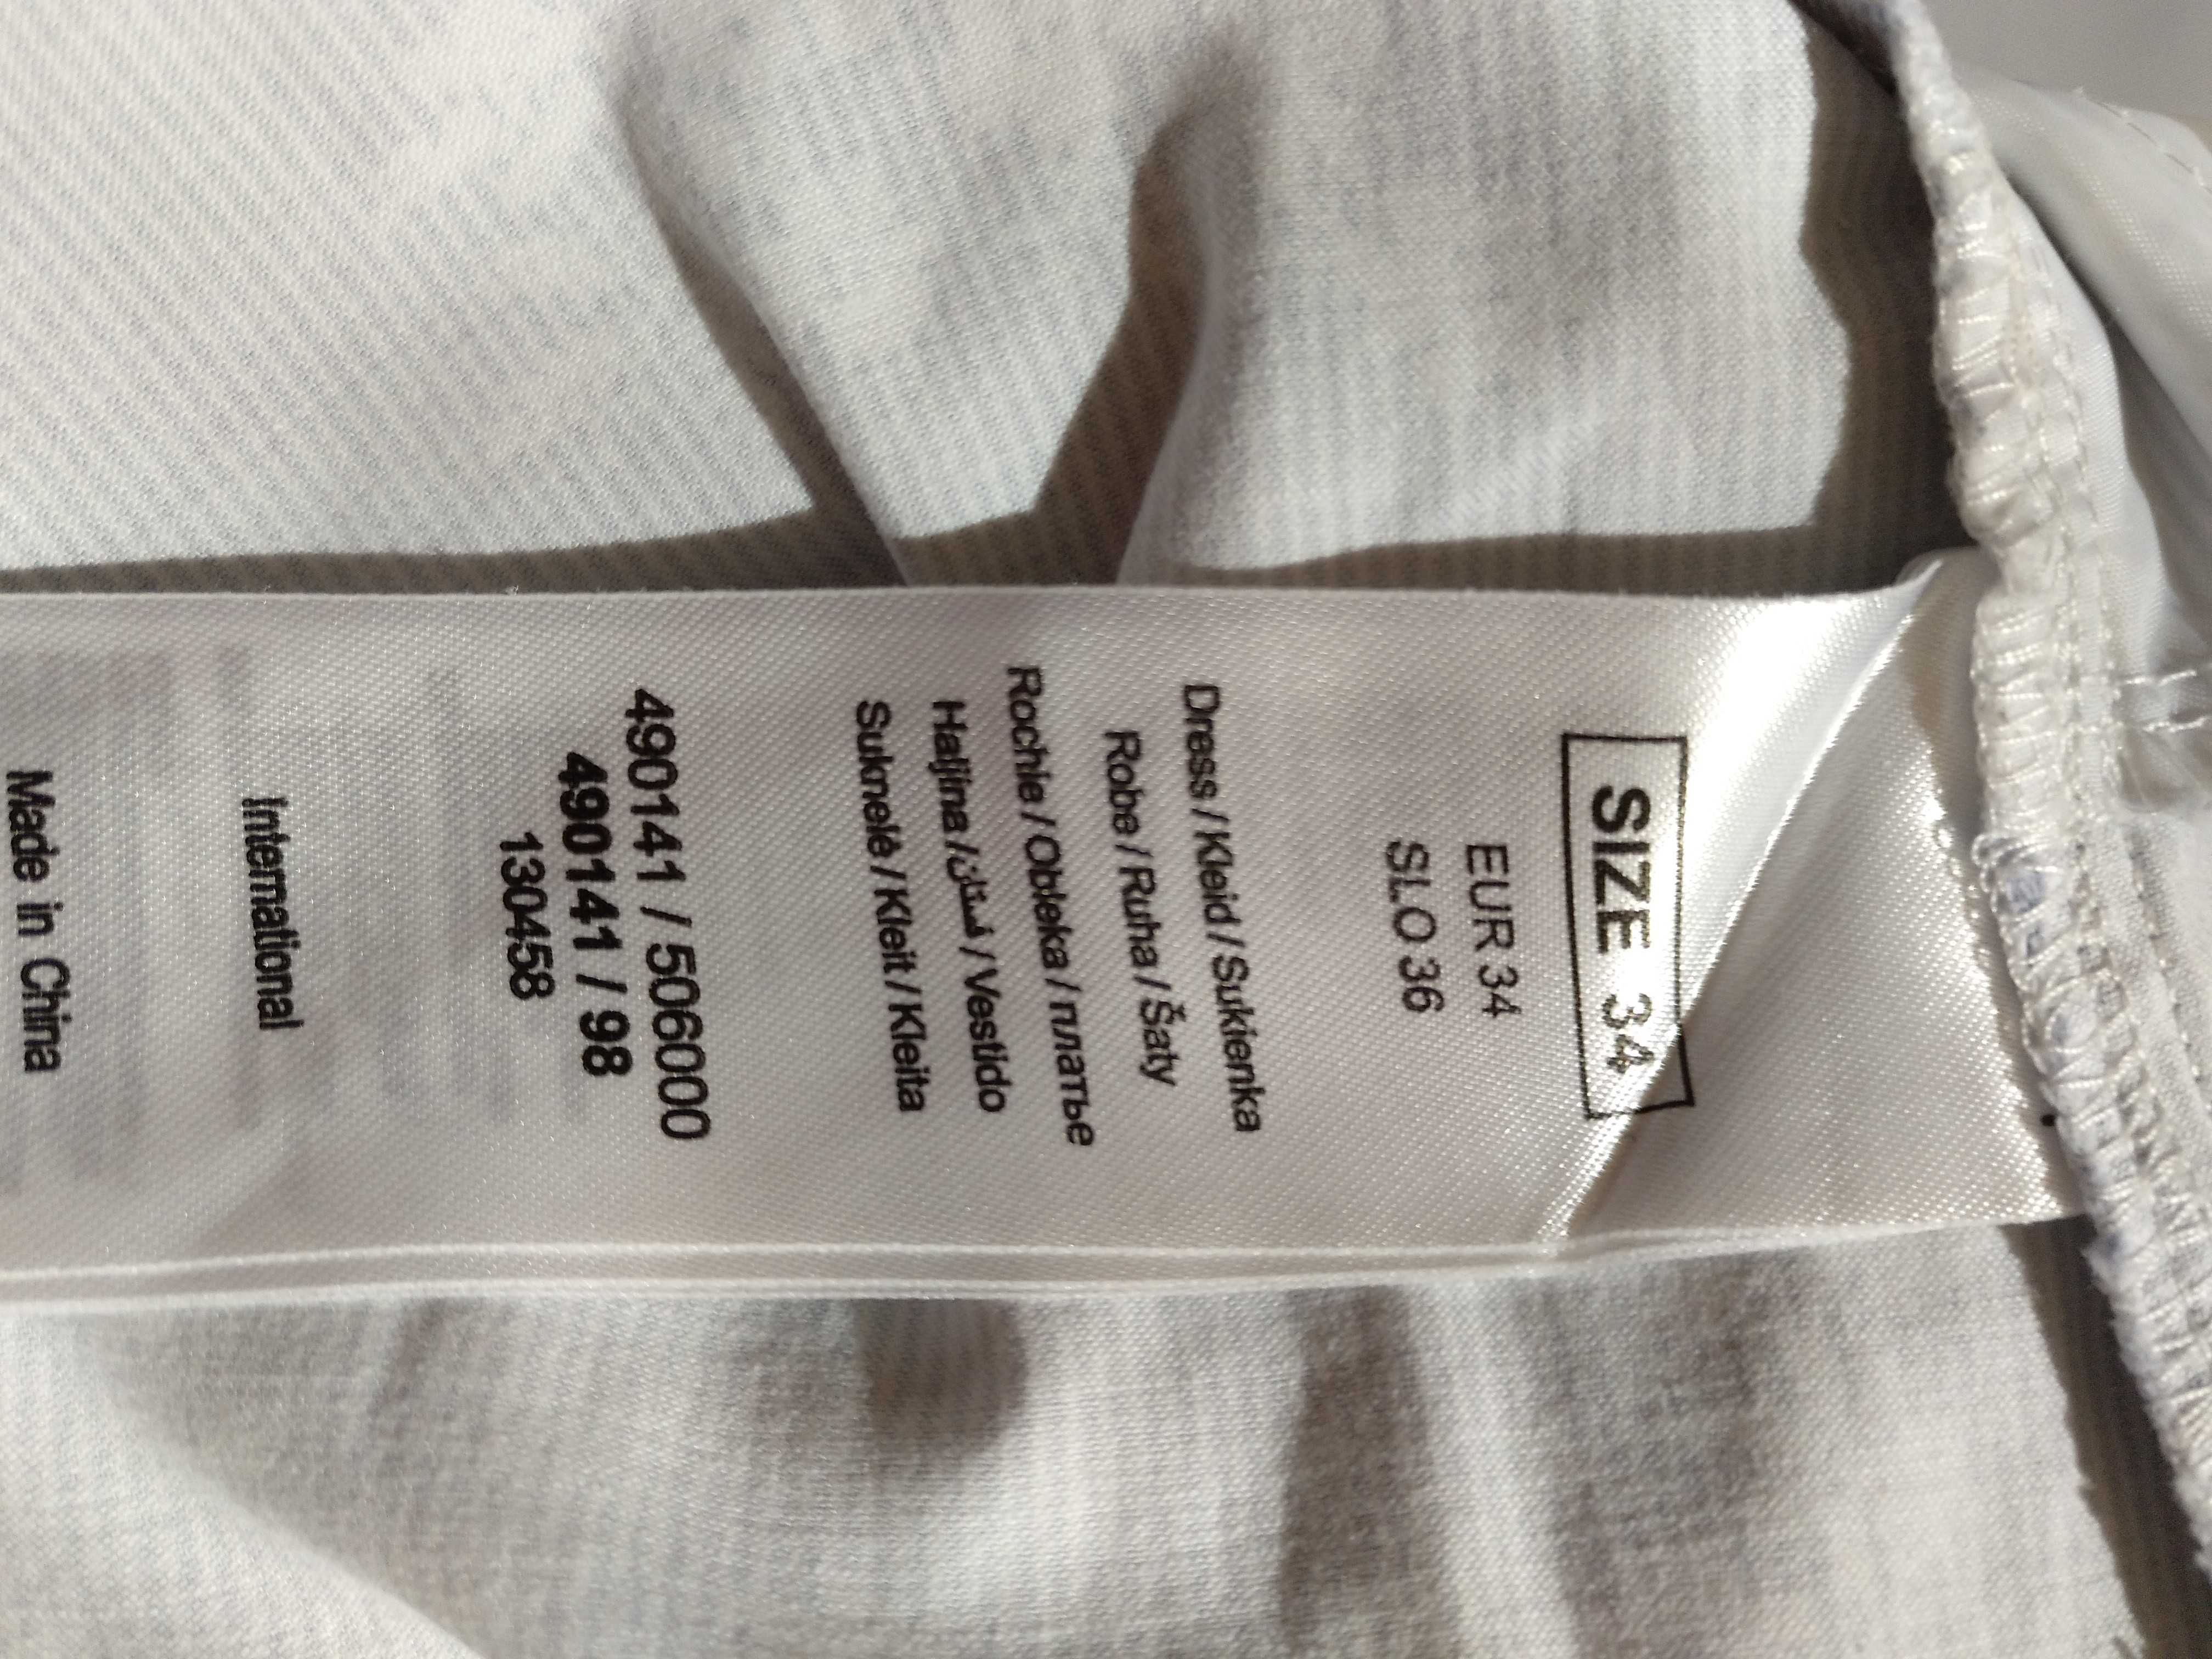 SIZE 34
EUR 34
SLO 36
Dress / Kleid / Sukienka
Robe / Ruha / Šaty
Rochie / Obleka / платье
Haljina / فستان / Vestido
Suknelė / Kleit / Kleita
490141 / 506000
490141 / 98
130458
International
Made in China